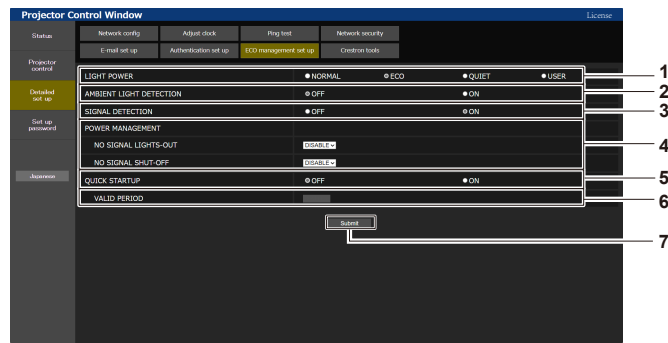 Projector Control Window License
Status Network config Adjust clock Ping test Network security
E-mail set up Authentication set up ECO management set up Crestron tools
Projector control
Detailed set up
Set up password
Japanese
LIGHT POWER NORMAL ECO QUIET USER 1
AMBIENT LIGHT DETECTION OFF ON 2
SIGNAL DETECTION OFF ON 3
POWER MANAGEMENT
NO SIGNAL LIGHTS-OUT DISABLE 4
NO SIGNAL SHUT-OFF DISABLE
QUICK STARTUP OFF ON 5
VALID PERIOD 6
Submit 7